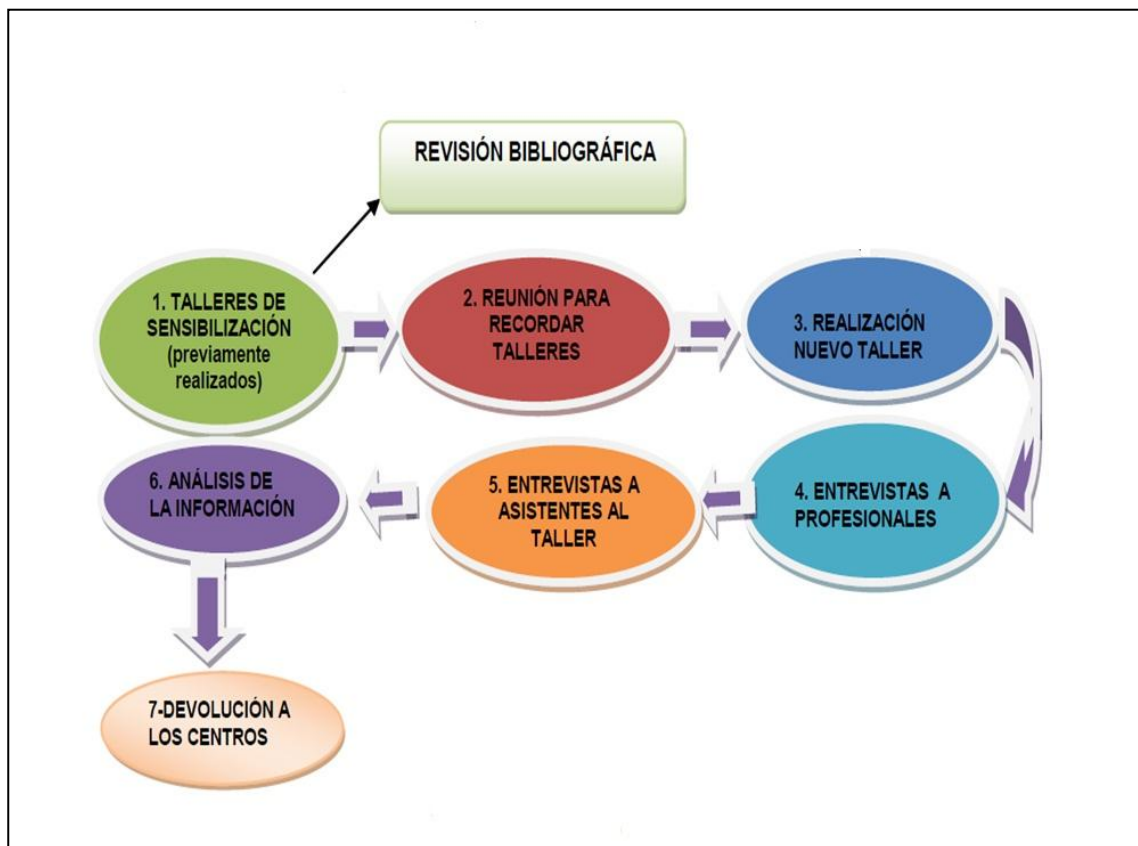 REVISIÓN BIBLIOGRÁFICA
1. TALLERES DE
SENSIBILIZACIÓN
(previamente
realizados)
2. REUNIÓN PARA
RECORDAR
TALLERES
3. REALIZACIÓN
NUEVO TALLER
4. ENTREVISTAS A
PROFESIONALES
5. ENTREVISTAS A
ASISTENTES AL
TALLER
6. ANÁLISIS DE
LA INFORMACIÓN
7-DEVOLUCIÓN A
LOS CENTROS